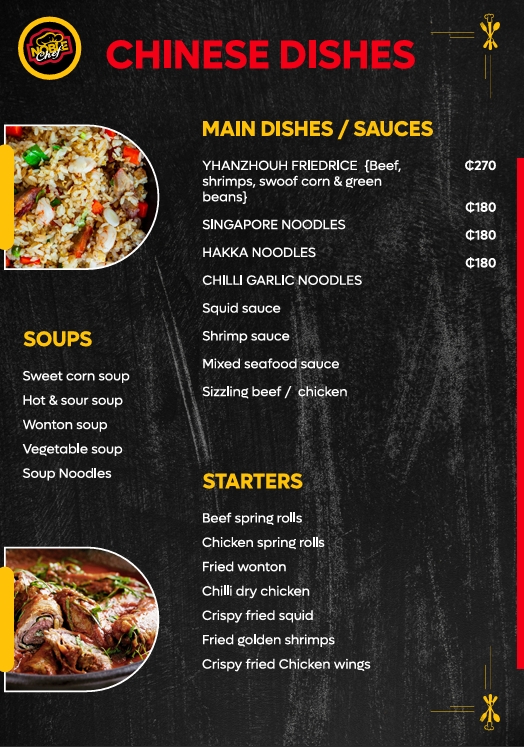 NOBLE
Chef
CHINESE DISHES
MAIN DISHES / SAUCES
YHANZHOUH FRIEDRICE {Beef, ₵270
shrimps, swoof corn & green
beans}
₵180
SINGAPORE NOODLES
₵180
HAKKA NOODLES
₵180
CHILLI GARLIC NOODLES
Squid sauce
Shrimp sauce
Mixed seafood sauce
Sizzling beef / chicken
SOUPS
Sweet corn soup
Hot & sour soup
Wonton soup
Vegetable soup
Soup Noodles
STARTERS
Beef spring rolls
Chicken spring rolls
Fried wonton
Chilli dry chicken
Crispy fried squid
Fried golden shrimps
Crispy fried Chicken wings